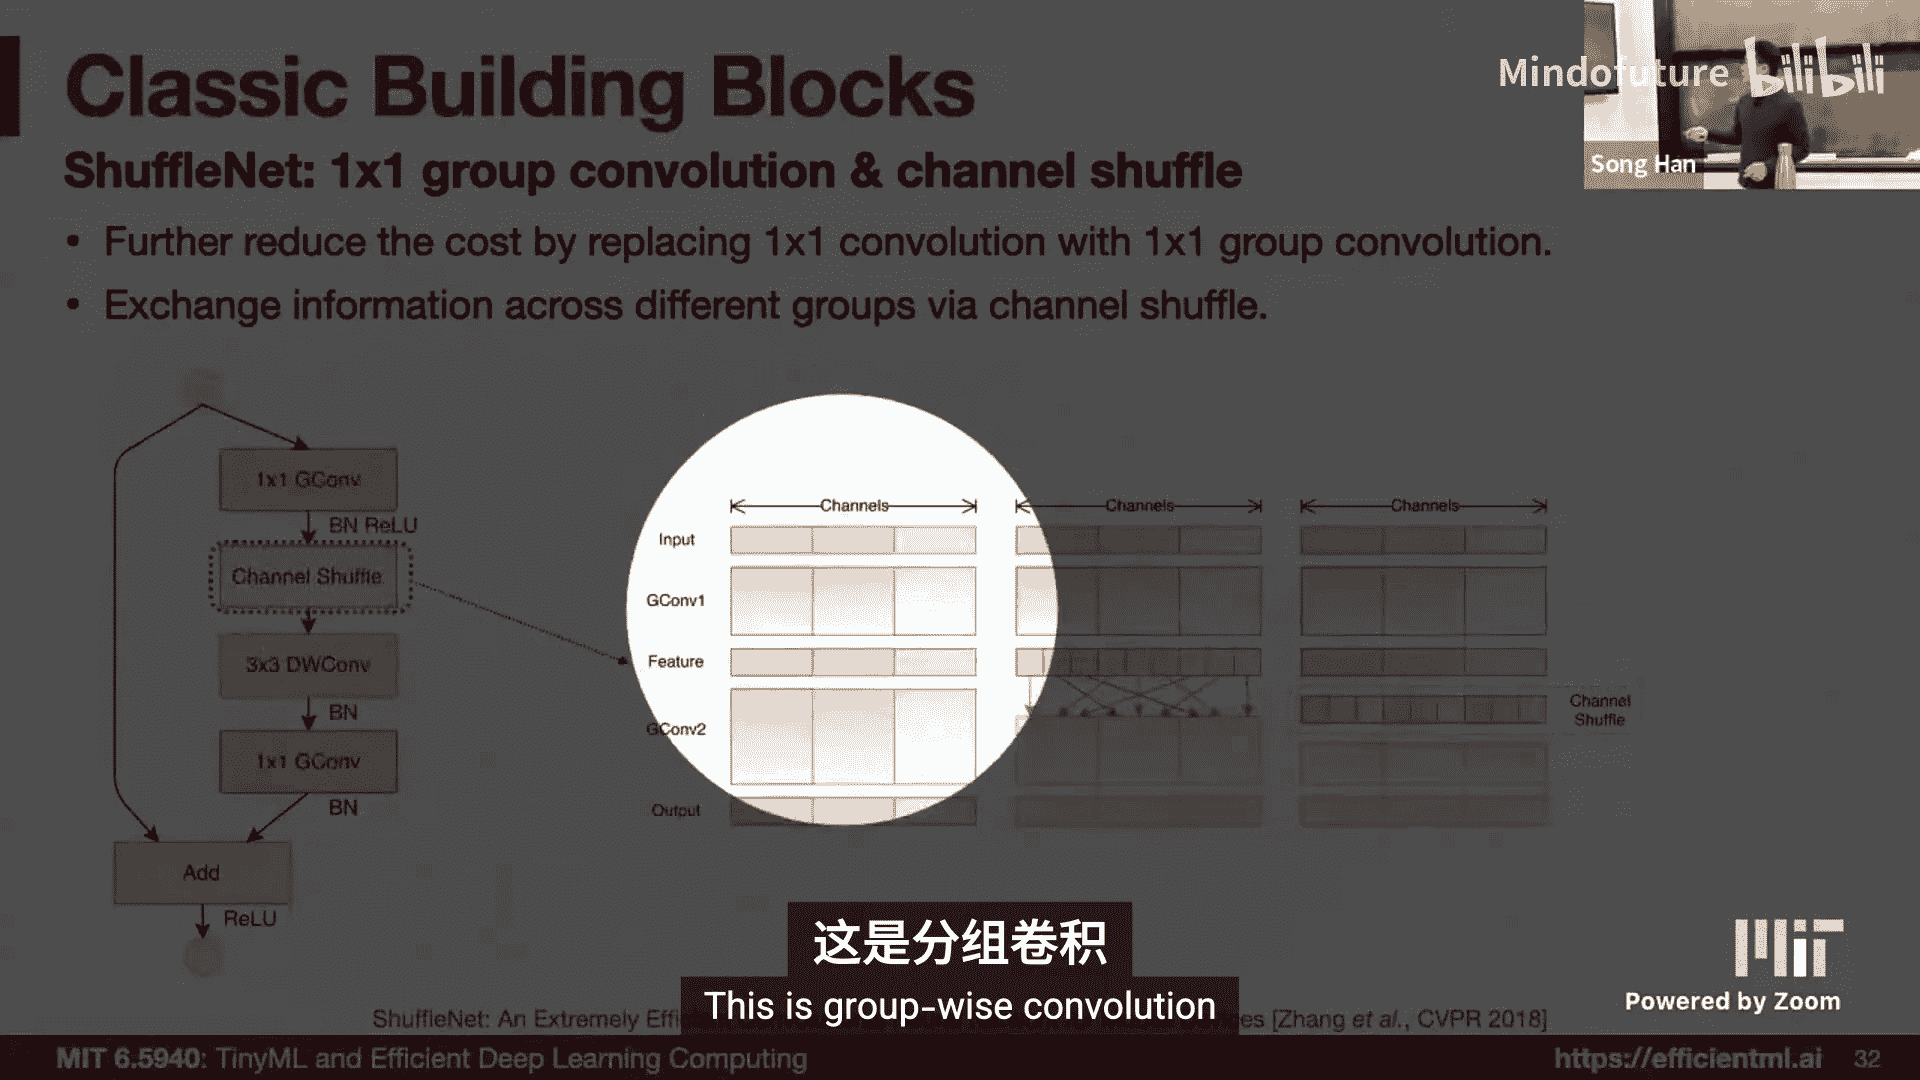 Classic Building Blocks
Mindofuture bilibili
Song Han
ShuffleNet: 1x1 group convolution & channel shuffle
• Further reduce the cost by replacing 1x1 convolution with 1x1 group convolution.
• Exchange information across different groups via channel shuffle.
1x1 GConv
BN ReLU
Channel Shuffle
3x3 DWConv
BN
1x1 GConv
BN
Add
ReLU
Channels
Channels
Channels
Input
GConv1
Feature
GConv2
Output
Channel
Shuffle
这是分组卷积
This is group-wise convolution
MIT
Powered by Zoom
ShuffleNet: An Extremely Effi
es [Zhang et al., CVPR 2018]
MIT 6.5940: TinyML and Efficient Deep Learning Computing
https://efficientml.ai 32